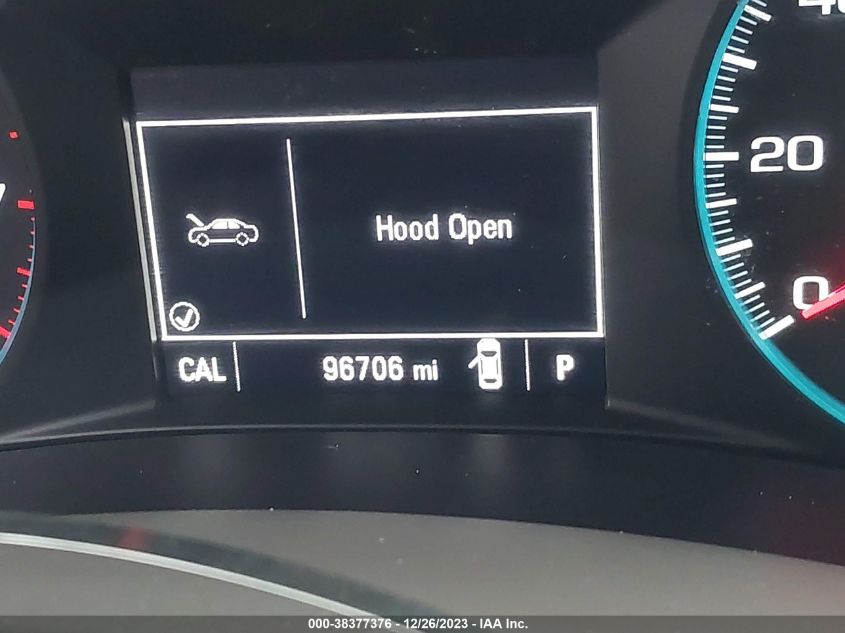 Hood Open
CAL 96706 mi P
20
0
000-38377376 - 12/26/2023 - IAA Inc.